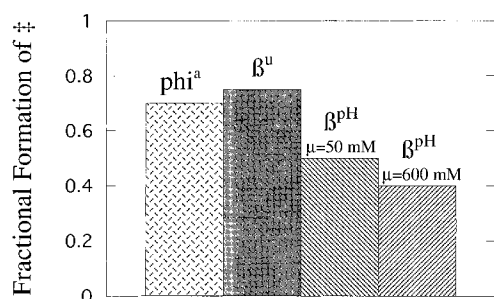 Fractional Formation of ‡
1
0.8
0.6
0.4
0.2
0
phiᵃ
ßᵘ
ßᵖᴴ
µ=50 mM
ßᵖᴴ
µ=600 mM